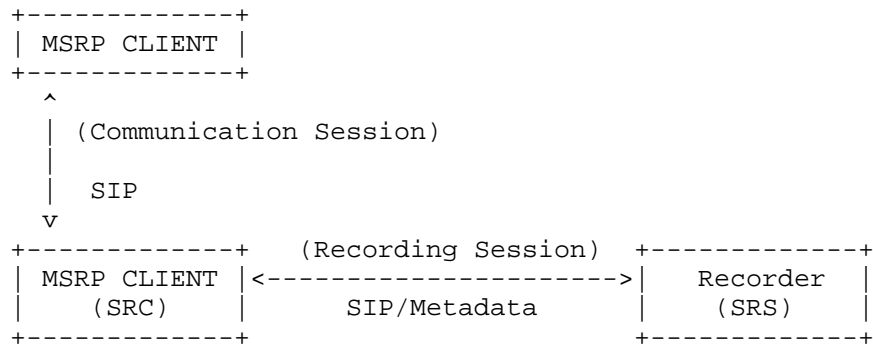 MSRP CLIENT
(Communication Session)
SIP
(Recording Session)
MSRP CLIENT Recorder
(SRC) SIP/Metadata (SRS)